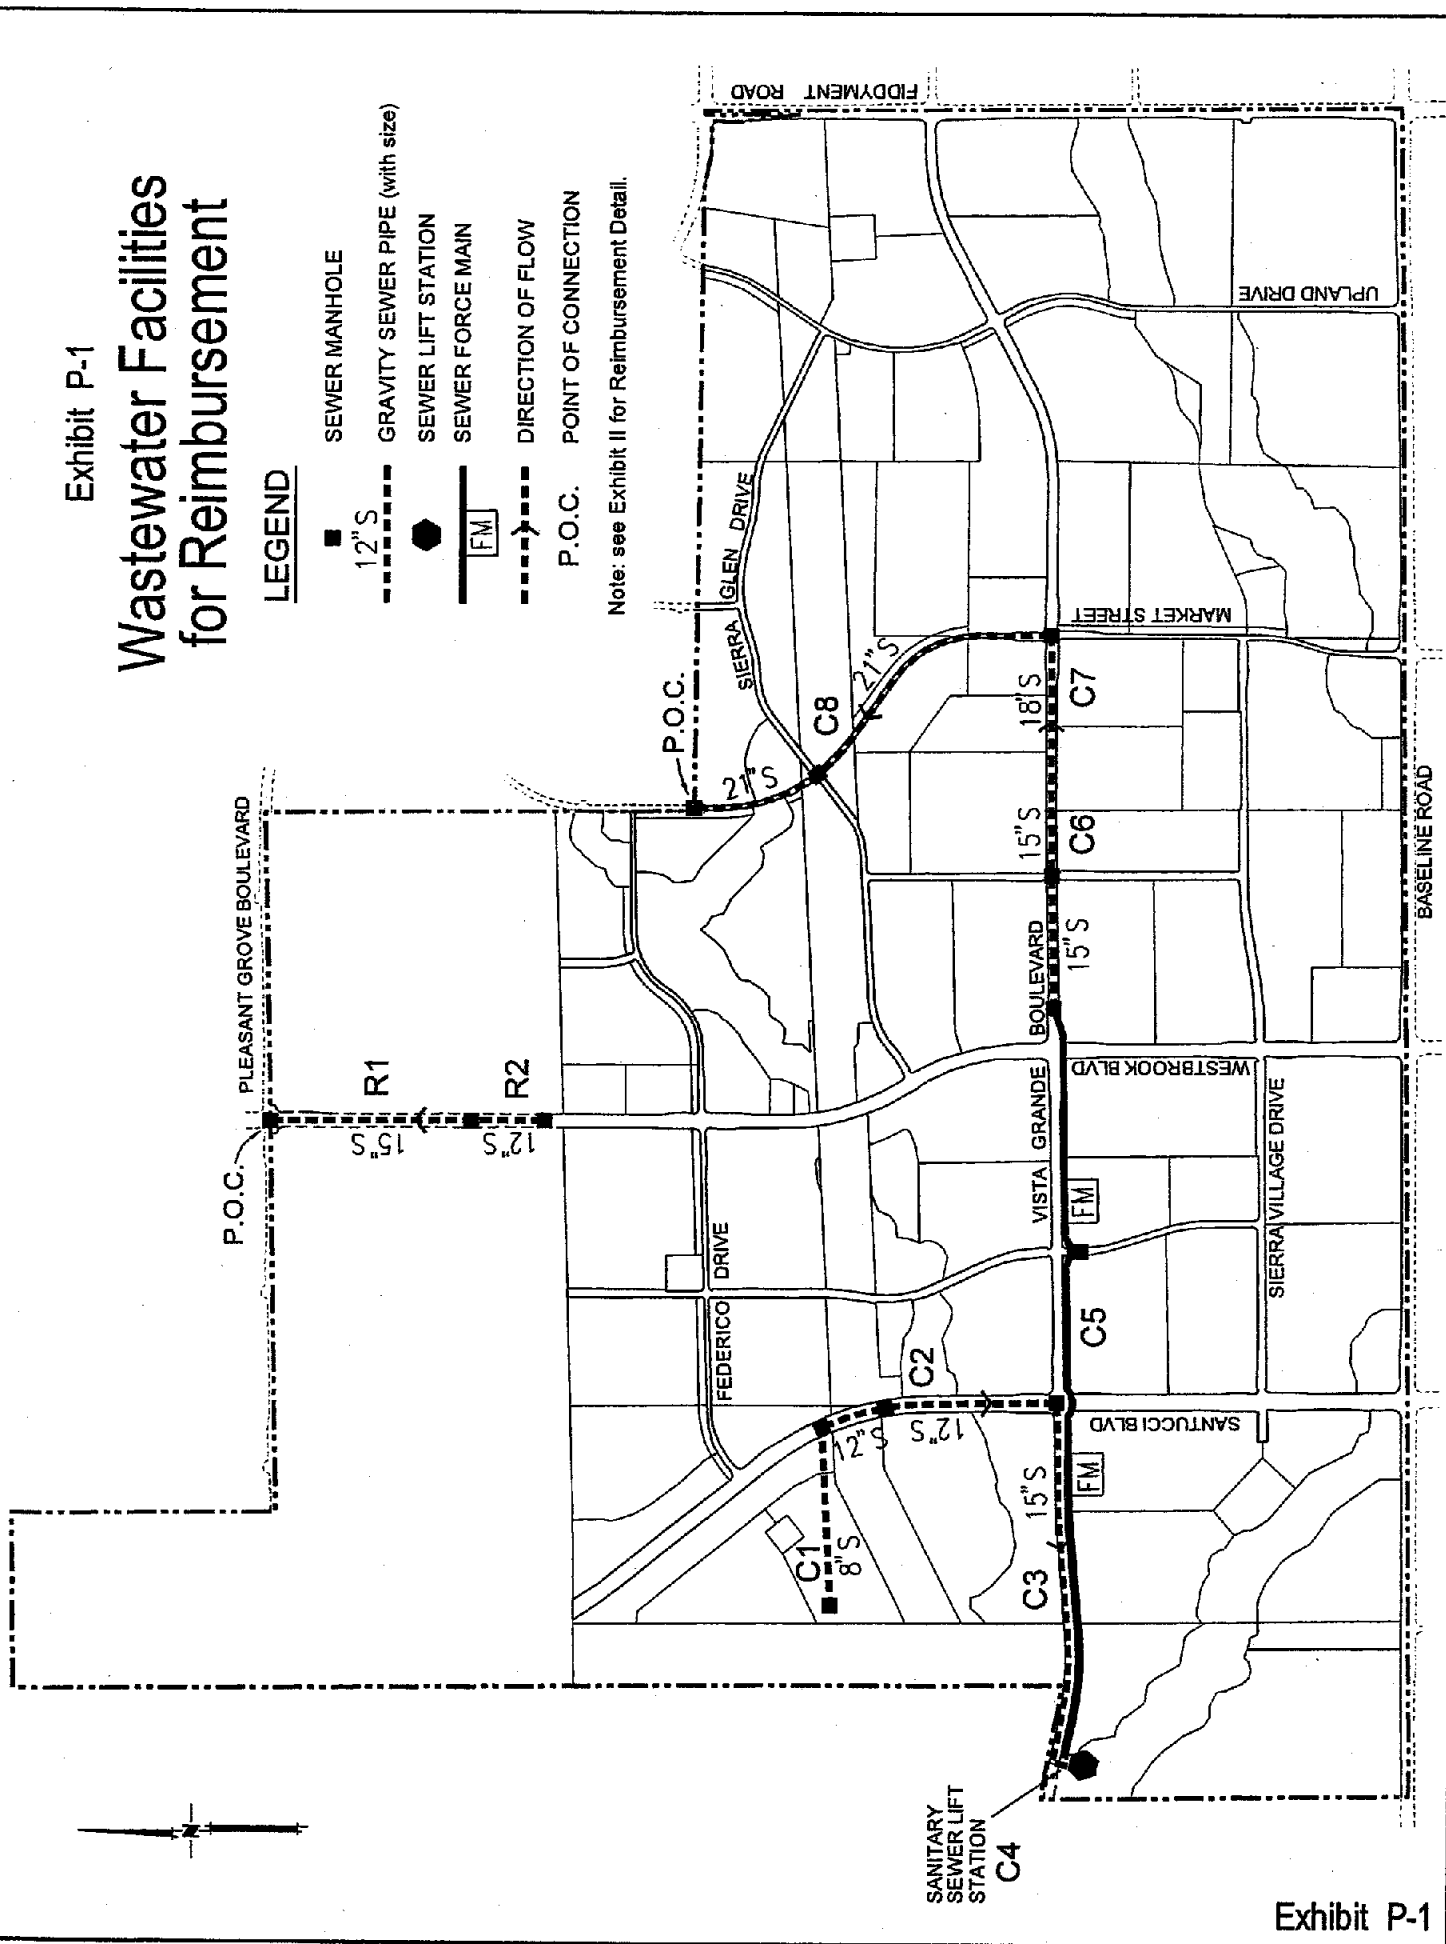 Exhibit P-1
Wastewater Facilities
for Reimbursement
LEGEND
SEWER MANHOLE
12"S
GRAVITY SEWER PIPE (with size)
SEWER LIFT STATION
SEWER FORCE MAIN
FM
DIRECTION OF FLOW
P.O.C.
POINT OF CONNECTION
Note: see Exhibit II for Reimbursement Detail.
PLEASANT GROVE BOULEVARD
P.O.C.
R1
15"S
R2
12"S
P.O.C.
SIERRA GLEN DRIVE
FIDDYMENT ROAD
21"S
C8
21"S
FEDERICO DRIVE
C1
8"S
12"S
C2
12"S
VISTA GRANDE BOULEVARD
C3
15"S
FM
SANTUCCI BLVD
C5
FM
WESTBROOK BLVD
15"S
15"S
C6
18"S
C7
MARKET STREET
UPLAND DRIVE
SIERRA VILLAGE DRIVE
BASELINE ROAD
SANITARY
SEWER LIFT
STATION
C4
N
Exhibit P-1